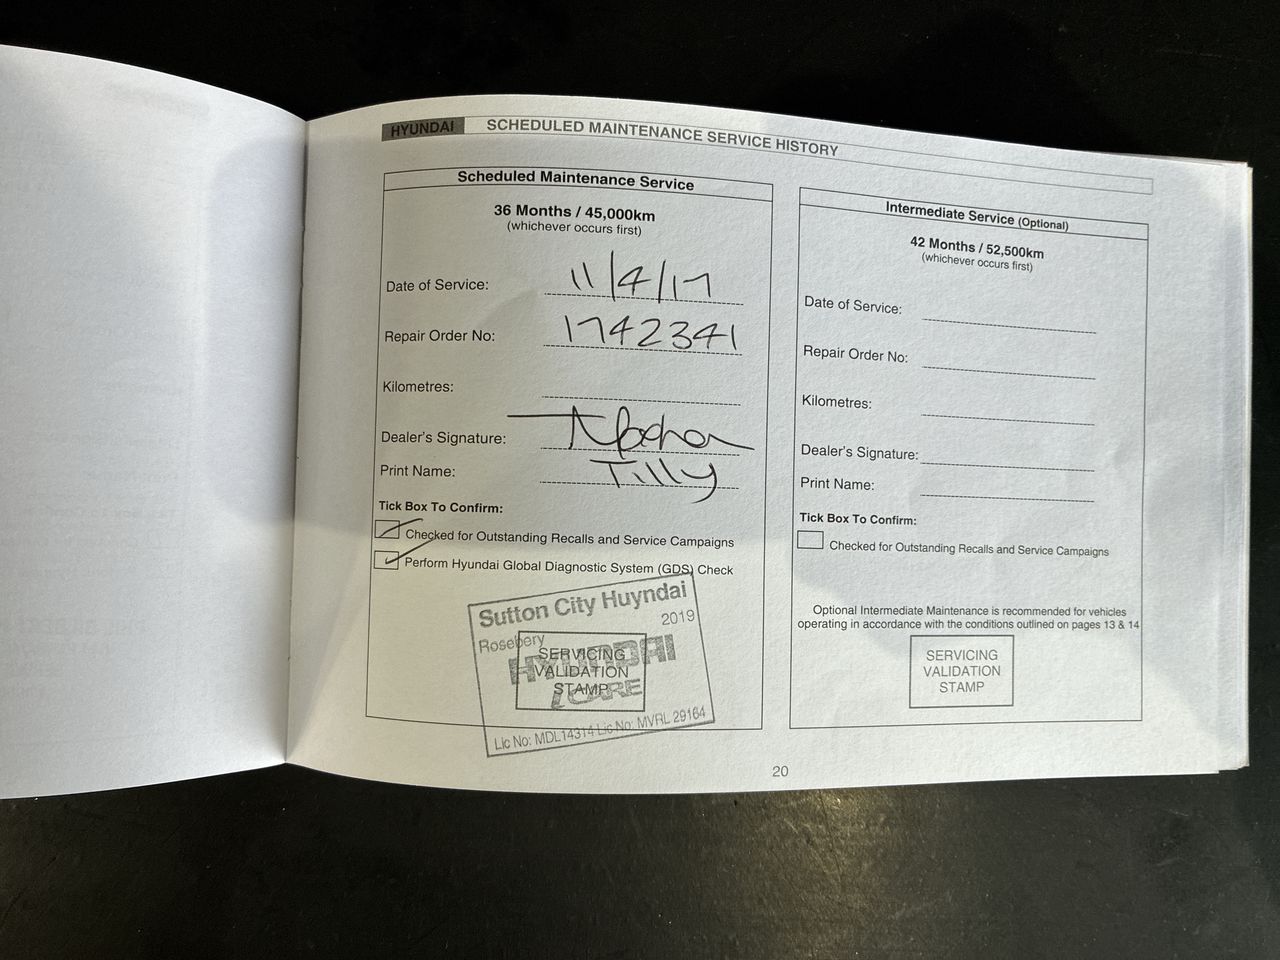 HYUNDAI SCHEDULED MAINTENANCE SERVICE HISTORY
Scheduled Maintenance Service
36 Months / 45,000km
(whichever occurs first)
Date of Service: 11/4/17
Repair Order No: 1742341
Kilometres:
Dealer's Signature:
Print Name: Tilly
Tick Box To Confirm:
Checked for Outstanding Recalls and Service Campaigns
Perform Hyundai Global Diagnostic System (GDS) Check
Sutton City Huyndai
2019
Rosebery
HYUNDAI
iCARE
SERVICING
VALIDATION
STAMP
Lic No: MDL14314 Lic No: MVRL 29164
Intermediate Service (Optional)
42 Months / 52,500km
(whichever occurs first)
Date of Service:
Repair Order No:
Kilometres:
Dealer's Signature:
Print Name:
Tick Box To Confirm:
Checked for Outstanding Recalls and Service Campaigns
Optional Intermediate Maintenance is recommended for vehicles
operating in accordance with the conditions outlined on pages 13 & 14
SERVICING
VALIDATION
STAMP
20